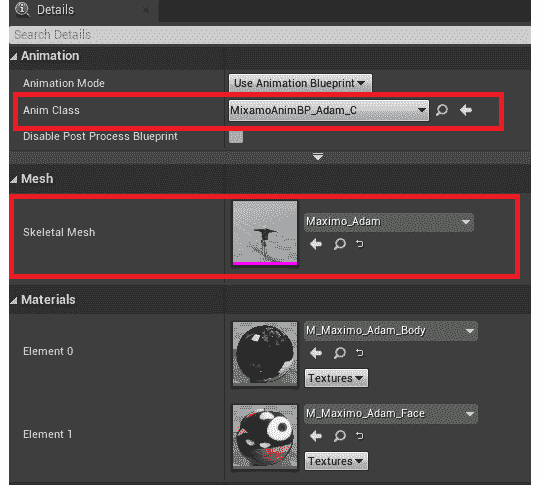 Details
Search Details
Animation
Animation Mode
Use Animation Blueprint
Anim Class
MixamoAnimBP_Adam_C
Disable Post Process Blueprint
Mesh
Skeletal Mesh
Maximo_Adam
Materials
Element 0
M_Maximo_Adam_Body
Textures
Element 1
M_Maximo_Adam_Face
Textures